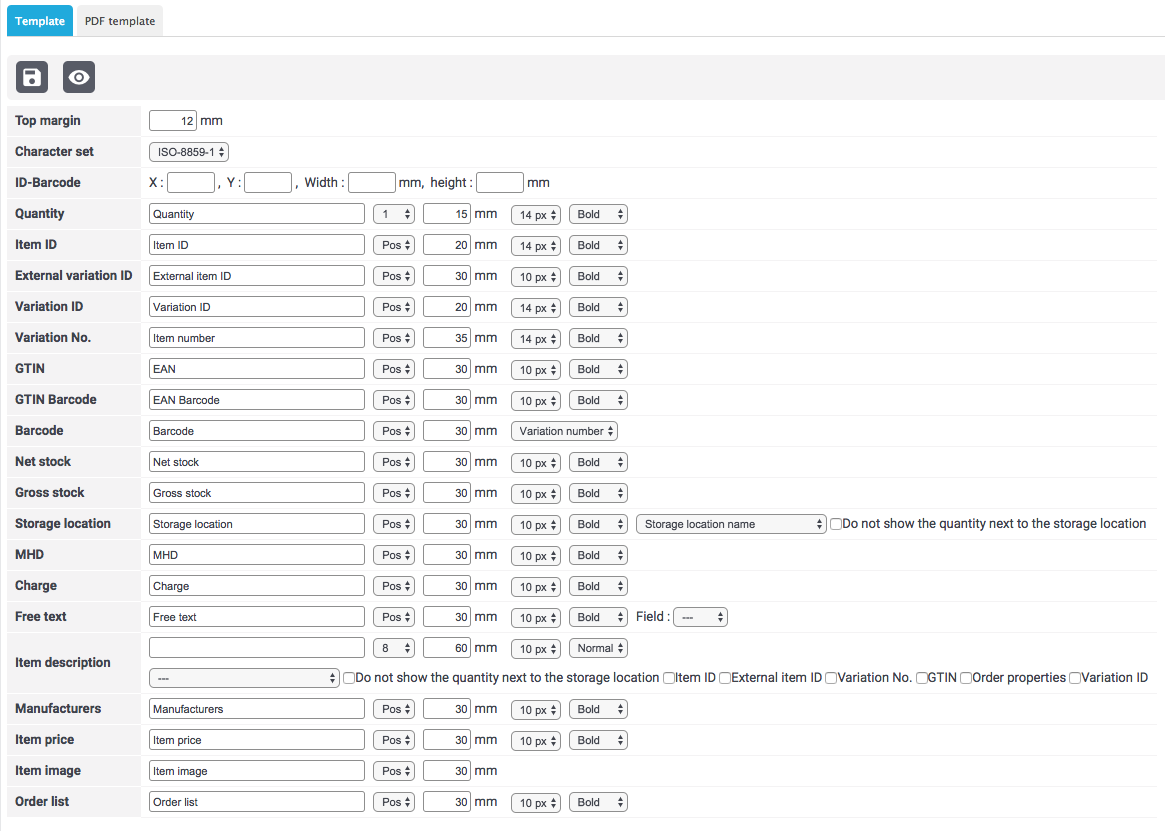 Template PDF template
Top margin 12 mm
Character set ISO-8859-1
ID-Barcode X : , Y : , Width : mm, height : mm
Quantity Quantity 1 15 mm 14 px Bold
Item ID Item ID Pos 20 mm 14 px Bold
External variation ID External item ID Pos 30 mm 10 px Bold
Variation ID Variation ID Pos 20 mm 14 px Bold
Variation No. Item number Pos 35 mm 14 px Bold
GTIN EAN Pos 30 mm 10 px Bold
GTIN Barcode EAN Barcode Pos 30 mm 10 px Bold
Barcode Barcode Pos 30 mm Variation number
Net stock Net stock Pos 30 mm 10 px Bold
Gross stock Gross stock Pos 30 mm 10 px Bold
Storage location Storage location Pos 30 mm 10 px Bold Storage location name Do not show the quantity next to the storage location
MHD MHD Pos 30 mm 10 px Bold
Charge Charge Pos 30 mm 10 px Bold
Free text Free text Pos 30 mm 10 px Bold Field : ---
Item description 8 60 mm 10 px Normal
--- Do not show the quantity next to the storage location Item ID External item ID Variation No. GTIN Order properties Variation ID
Manufacturers Manufacturers Pos 30 mm 10 px Bold
Item price Item price Pos 30 mm 10 px Bold
Item image Item image Pos 30 mm
Order list Order list Pos 30 mm 10 px Bold